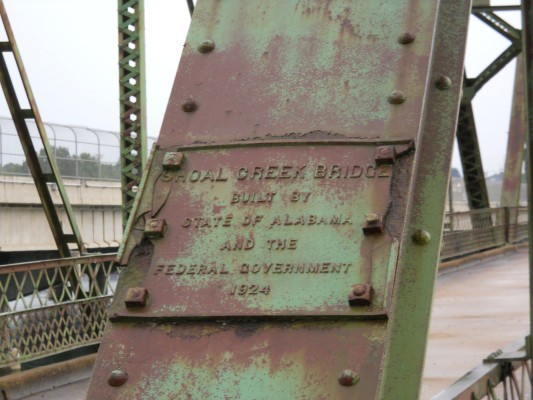 SHOAL CREEK BRIDGE
BUILT BY
STATE OF ALABAMA
AND THE
FEDERAL GOVERNMENT
1924